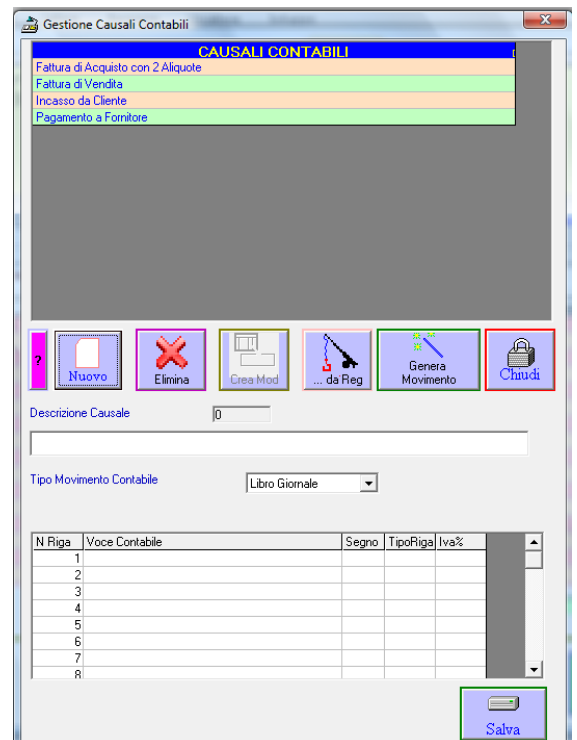 Gestione Causali Contabili
CAUSALI CONTABILI
Fattura di Acquisto con 2 Aliquote
Fattura di Vendita
Incasso da Cliente
Pagamento a Fornitore
?
Nuovo
Elimina
Crea Mod
... da Reg
Genera
Movimento
Chiudi
Descrizione Causale 0
Tipo Movimento Contabile Libro Giornale
N Riga Voce Contabile Segno TipoRiga Iva%
1
2
3
4
5
6
7
8
Salva